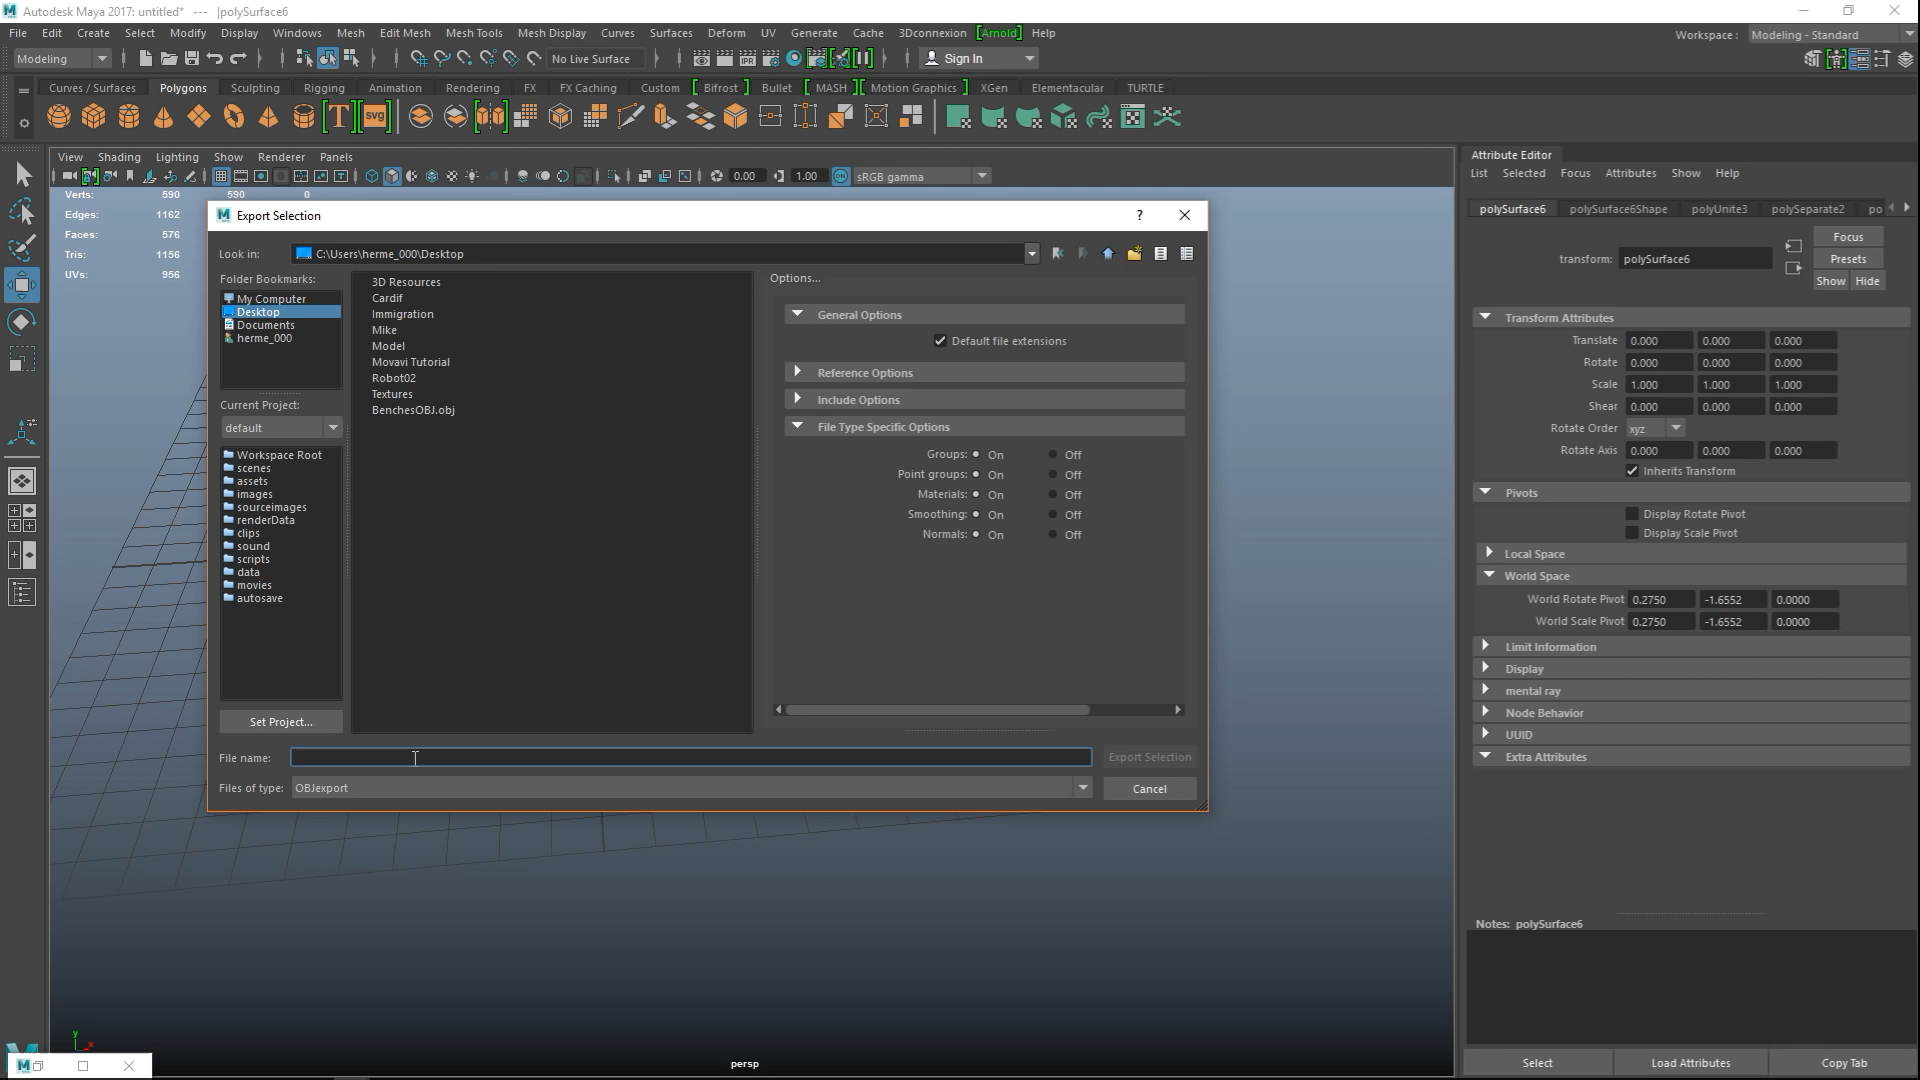 Autodesk Maya 2017: untitled* --- |polySurface6
File Edit Create Select Modify Display Windows Mesh Edit Mesh Mesh Tools Mesh Display Curves Surfaces Deform UV Generate Cache 3Dconnexion [Arnold] Help
Workspace : Modeling - Standard
Modeling No Live Surface Sign In
Curves / Surfaces Polygons Sculpting Rigging Animation Rendering FX FX Caching Custom [ Bifrost ] Bullet [ MASH ][ Motion Graphics ] XGen Elementacular TURTLE
View Shading Lighting Show Renderer Panels
0.00 1.00 sRGB gamma
Verts: 590 590 0
Edges: 1162
Faces: 576
Tris: 1156
UVs: 956
Export Selection
Look in: C:\Users\herme_000\Desktop
Folder Bookmarks:
My Computer
Desktop
Documents
herme_000
Current Project:
default
Workspace Root
scenes
assets
images
sourceimages
renderData
clips
sound
scripts
data
movies
autosave
Set Project...
3D Resources
Cardif
Immigration
Mike
Model
Movavi Tutorial
Robot02
Textures
BenchesOBJ.obj
Options...
General Options
Default file extensions
Reference Options
Include Options
File Type Specific Options
Groups: On Off
Point groups: On Off
Materials: On Off
Smoothing: On Off
Normals: On Off
File name:
Export Selection
Files of type: OBJexport
Cancel
persp
Attribute Editor
List Selected Focus Attributes Show Help
polySurface6 polySurface6Shape polyUnite3 polySeparate2 po
Focus
transform: polySurface6
Presets
Show Hide
Transform Attributes
Translate 0.000 0.000 0.000
Rotate 0.000 0.000 0.000
Scale 1.000 1.000 1.000
Shear 0.000 0.000 0.000
Rotate Order xyz
Rotate Axis 0.000 0.000 0.000
Inherits Transform
Pivots
Display Rotate Pivot
Display Scale Pivot
Local Space
World Space
World Rotate Pivot 0.2750 -1.6552 0.0000
World Scale Pivot 0.2750 -1.6552 0.0000
Limit Information
Display
mental ray
Node Behavior
UUID
Extra Attributes
Notes: polySurface6
Select Load Attributes Copy Tab